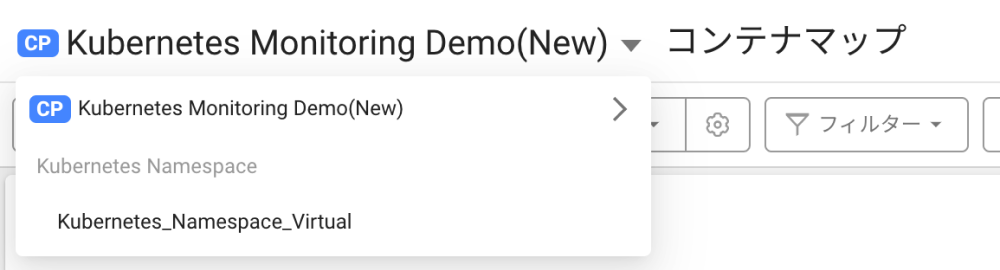 CP Kubernetes Monitoring Demo(New) コンテナマップ
CP Kubernetes Monitoring Demo(New)
フィルター
Kubernetes Namespace
Kubernetes_Namespace_Virtual